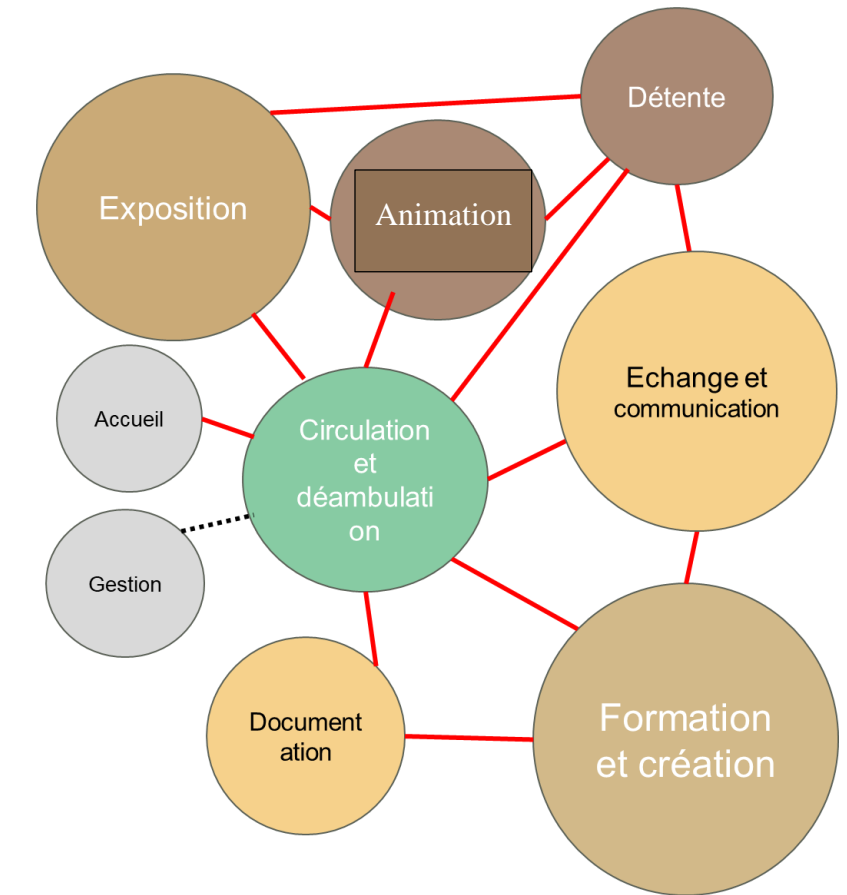 Détente
Exposition
Animation
Echange et
communication
Accueil
Circulation
et
déambulati
on
Gestion
Document
ation
Formation
et création